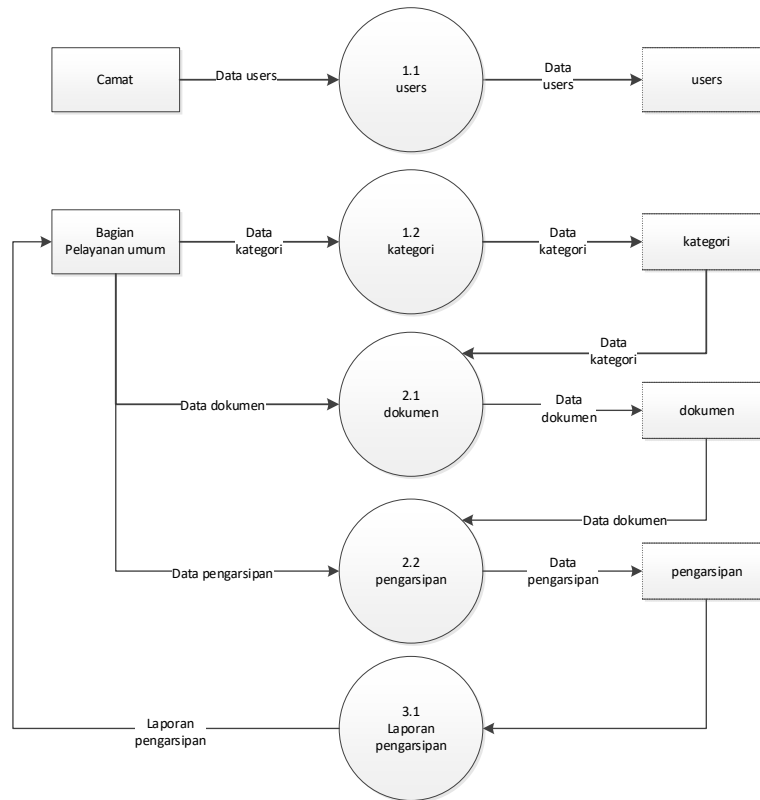 Camat
Data users
1.1
users
Data
users
users
Bagian
Pelayanan umum
Data
kategori
1.2
kategori
Data
kategori
kategori
Data
kategori
Data dokumen
2.1
dokumen
Data
dokumen
dokumen
Data dokumen
Data pengarsipan
2.2
pengarsipan
Data
pengarsipan
pengarsipan
Laporan
pengarsipan
3.1
Laporan
pengarsipan